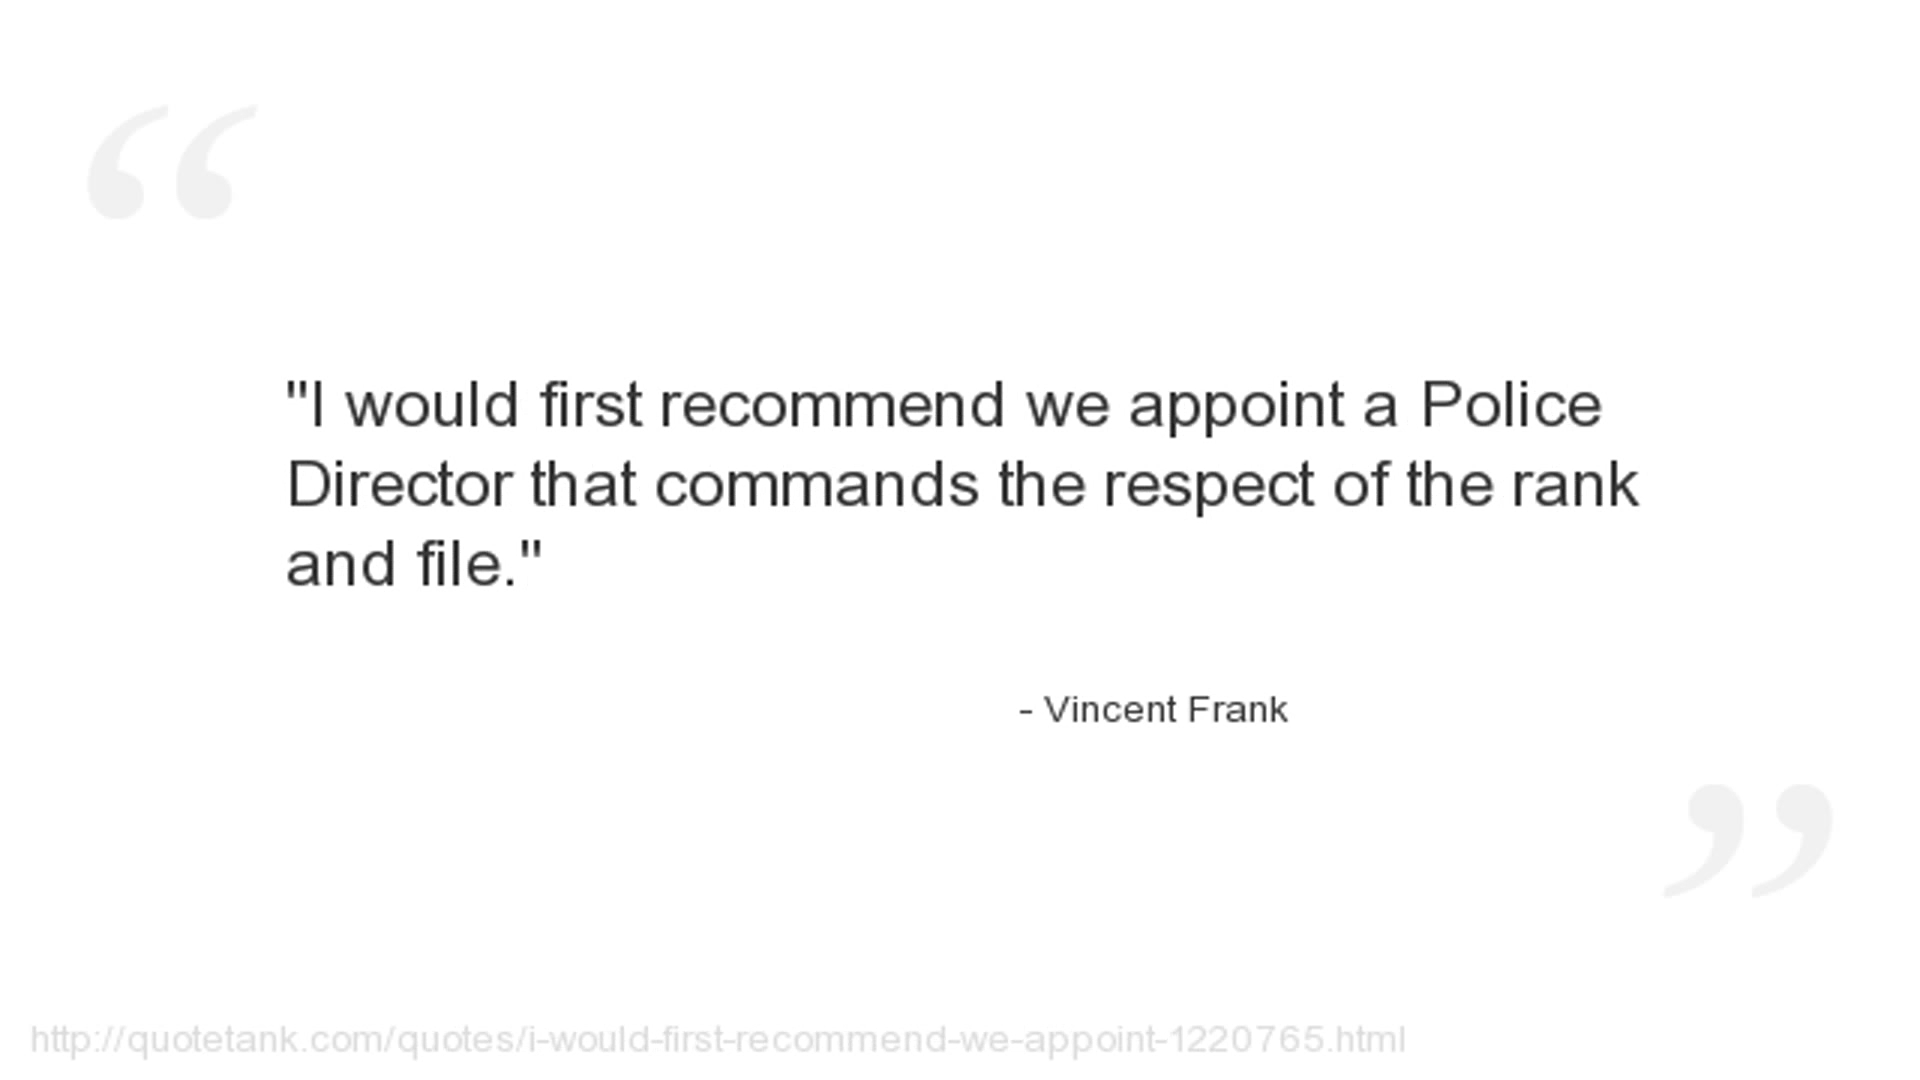 "I would first recommend we appoint a Police
Director that commands the respect of the rank
and file."
- Vincent Frank
http://quotetank.com/quotes/i-would-first-recommend-we-appoint-1220765.html